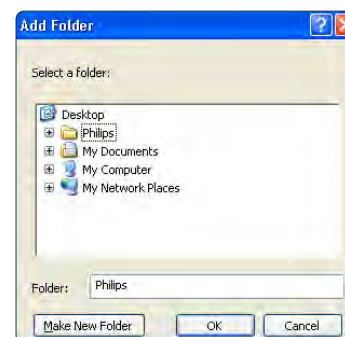 Add Folder
Select a folder:
Desktop
Philips
My Documents
My Computer
My Network Places
Folder: Philips
Make New Folder OK Cancel